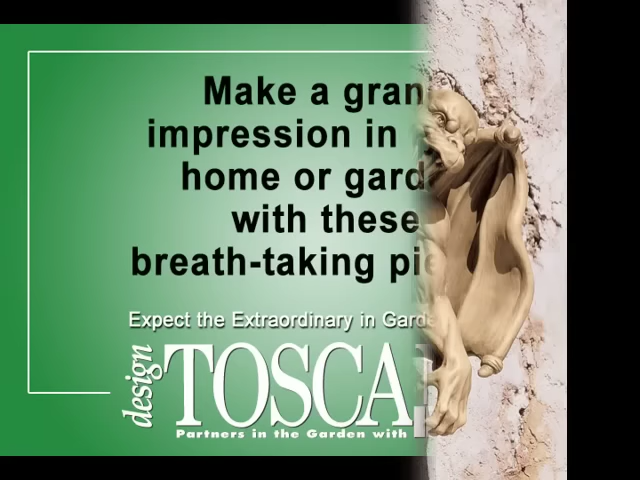 Make a gran
impression in
home or gard
with these
breath-taking pie
Expect the Extraordinary in Garde
design
TOSCA
Partners in the Garden with